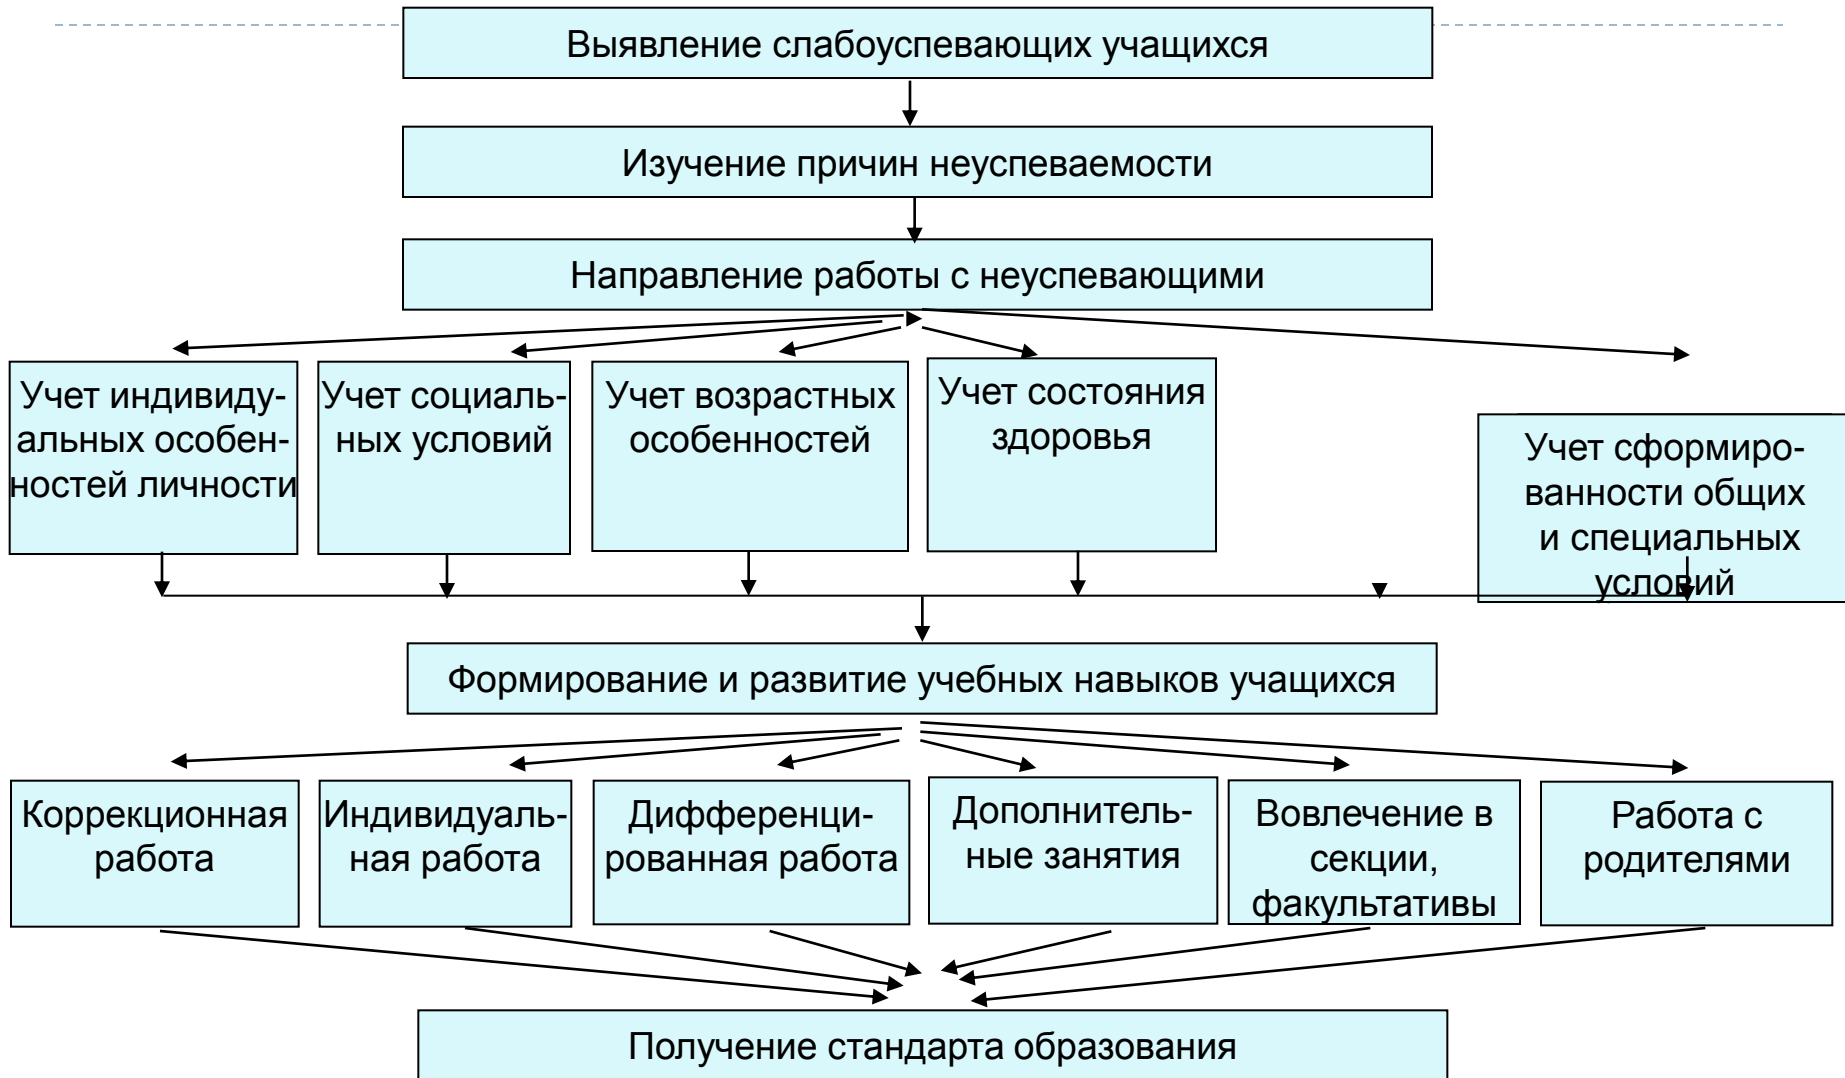 Выявление слабоуспевающих учащихся
Изучение причин неуспеваемости
Направление работы с неуспевающими
Учет индивиду-
альных особен-
ностей личности
Учет социаль-
ных условий
Учет возрастных
особенностей
Учет состояния
здоровья
Учет сформиро-
ванности общих
и специальных
условий
Формирование и развитие учебных навыков учащихся
Коррекционная
работа
Индивидуаль-
ная работа
Дифференци-
рованная работа
Дополнитель-
ные занятия
Вовлечение в
секции,
факультативы
Работа с
родителями
Получение стандарта образования